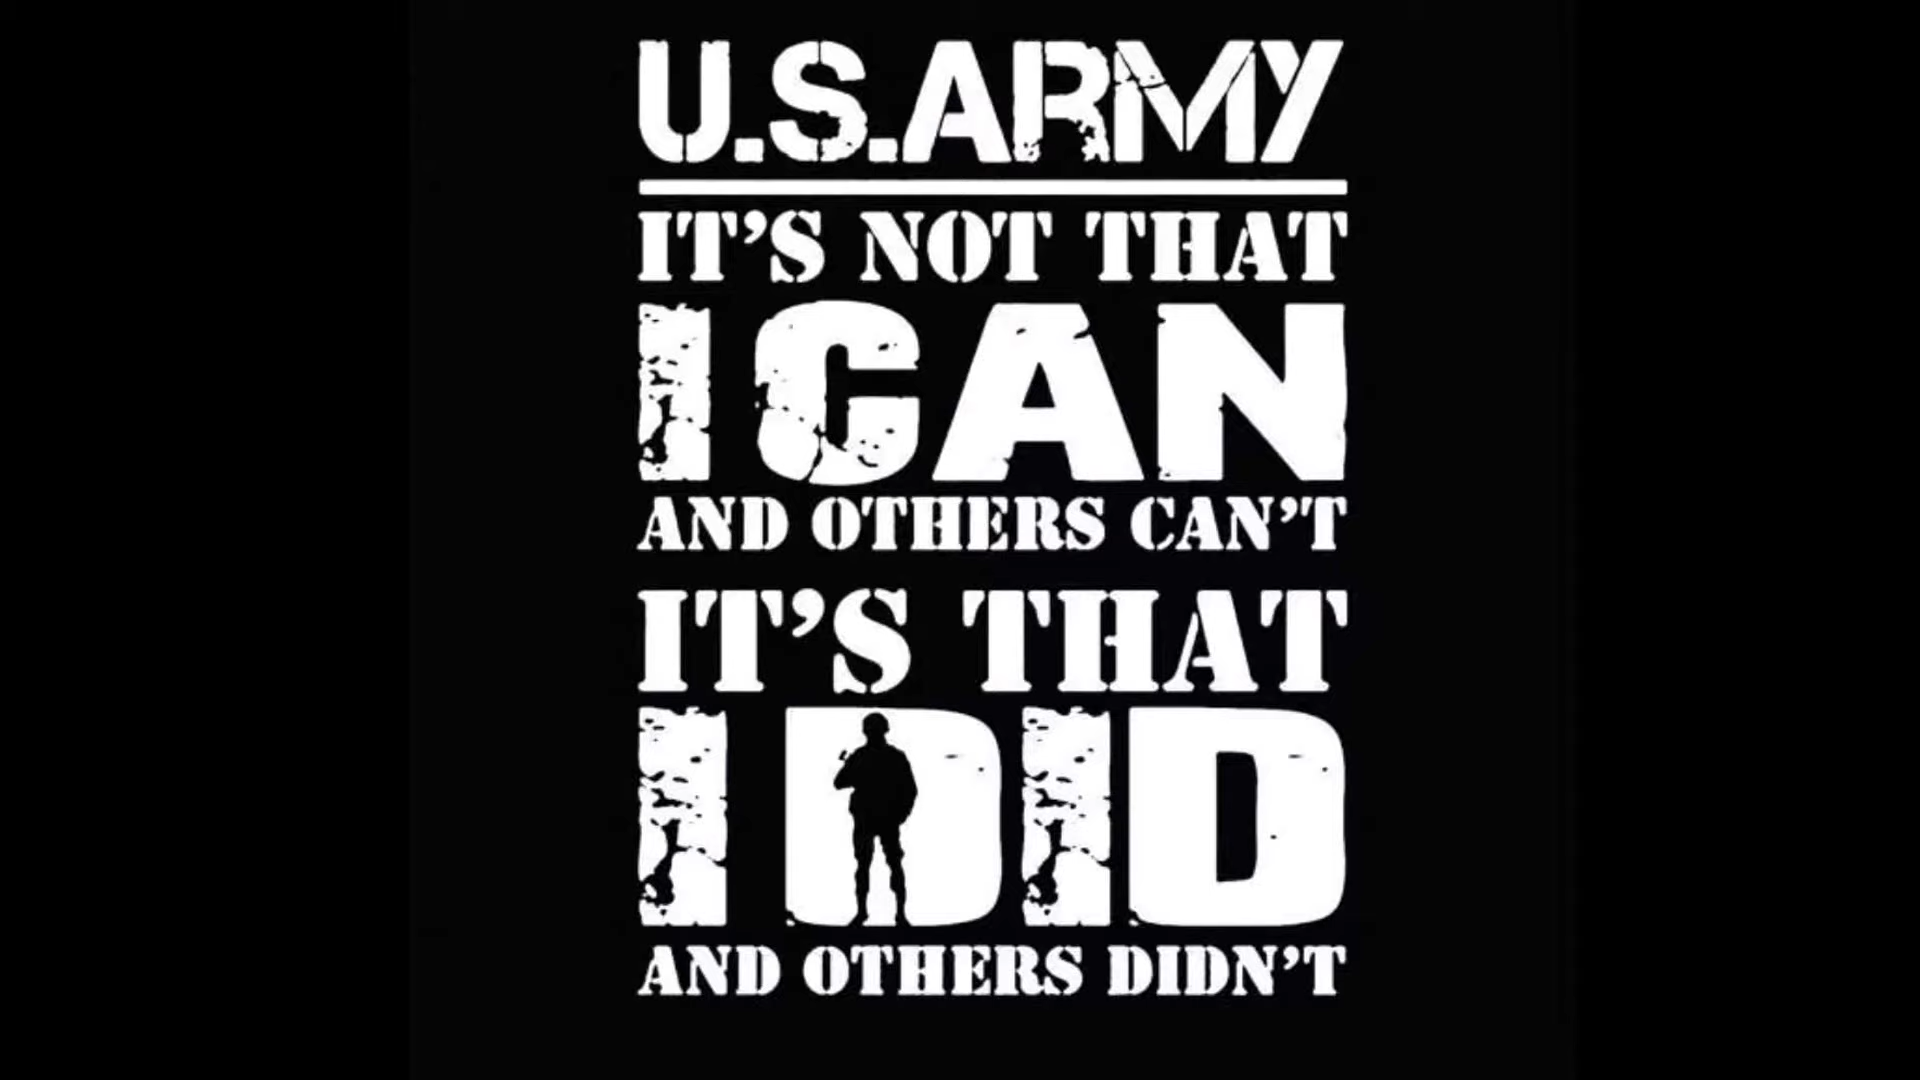 U.S.ARMY
IT'S NOT THAT
I CAN
AND OTHERS CAN'T
IT'S THAT
I DID
AND OTHERS DIDN'T